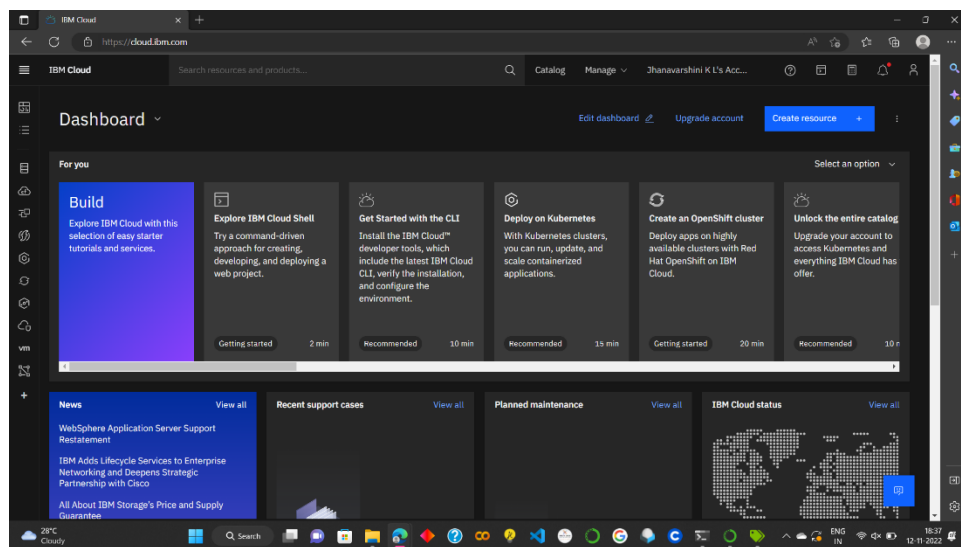 IBM Cloud
https://cloud.ibm.com
IBM Cloud
Search resources and products...
Catalog
Manage
Jhanavarshini K L's Acc...
Dashboard
Edit dashboard
Upgrade account
Create resource +
For you
Select an option
Build
Explore IBM Cloud with this
selection of easy starter
tutorials and services.
Explore IBM Cloud Shell
Try a command-driven
approach for creating,
developing, and deploying a
web project.
Getting started
2 min
Get Started with the CLI
Install the IBM Cloud™
developer tools, which
include the latest IBM Cloud
CLI, verify the installation,
and configure the
environment.
Recommended
10 min
Deploy on Kubernetes
With Kubernetes clusters,
you can run, update, and
scale containerized
applications.
Recommended
15 min
Create an OpenShift cluster
Deploy apps on highly
available clusters with Red
Hat OpenShift on IBM
Cloud.
Getting started
20 min
Unlock the entire catalog
Upgrade your account to
access Kubernetes and
everything IBM Cloud has
offer.
Recommended
10
vm
News
View all
WebSphere Application Server Support
Restatement
IBM Adds Lifecycle Services to Enterprise
Networking and Deepens Strategic
Partnership with Cisco
All About IBM Storage's Price and Supply
Guarantee
Recent support cases
View all
Planned maintenance
View all
IBM Cloud status
View all
28°C
Cloudy
Search
ENG
IN
18:37
12-11-2022